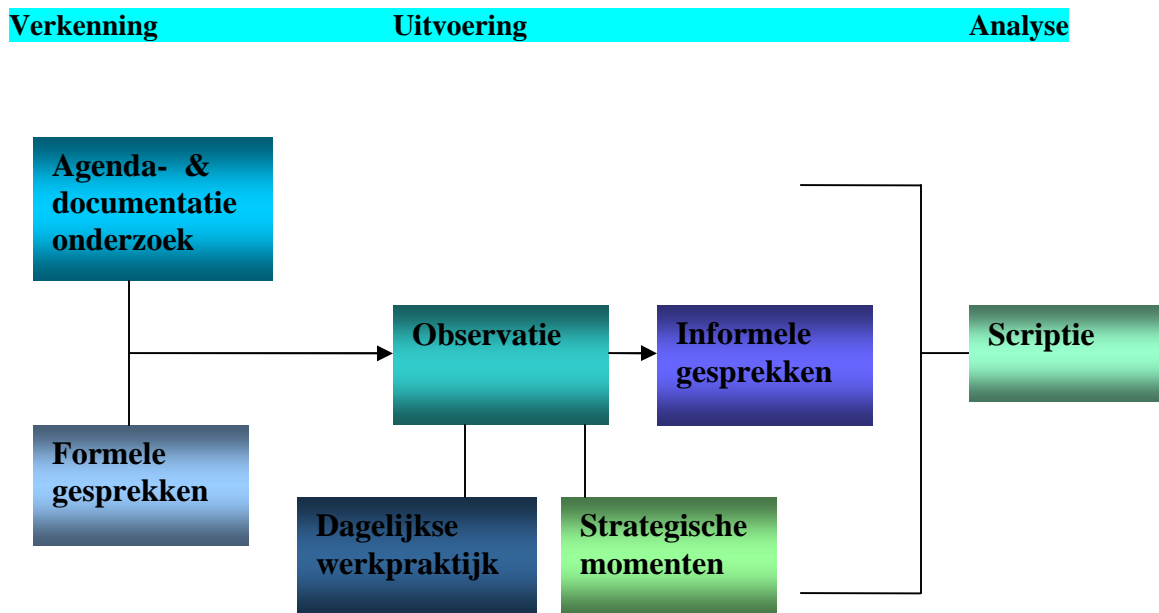 Verkenning Uitvoering Analyse
Agenda- &
documentatie
onderzoek
Observatie
Informele
gesprekken
Scriptie
Formele
gesprekken
Dagelijkse
werkpraktijk
Strategische
momenten